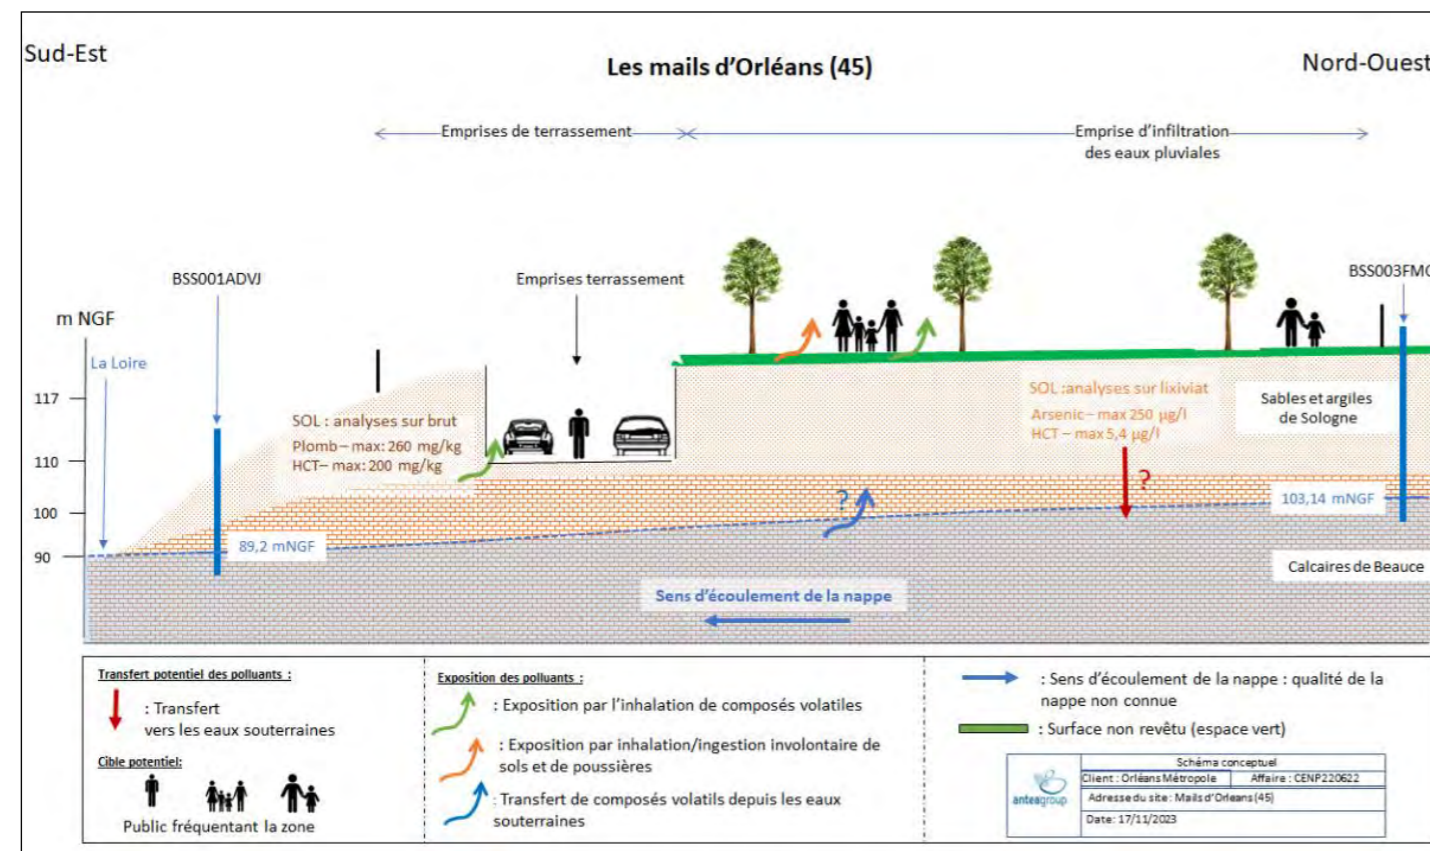 Sud-Est
Les mails d'Orléans (45)
Nord-Ouest
Emprises de terrassement
Emprise d'infiltration
des eaux pluviales
BSS001ADVJ
Emprises terrassement
m NGF
La Loire
117
110
100
90
SOL : analyses sur brut
Plomb – max: 260 mg/kg
HCT– max: 200 mg/kg
SOL :analyses sur lixiviat
Arsenic – max 250 µg/l
HCT – max 5,4 µg/l
Sables et argiles
de Sologne
?
?
89,2 mNGF
103,14 mNGF
Calcaires de Beauce
Sens d'écoulement de la nappe
Transfert potentiel des polluants :
: Transfert
vers les eaux souterraines
Cible potentiel:
Public fréquentant la zone
Exposition des polluants :
: Exposition par l'inhalation de composés volatiles
: Exposition par inhalation/ingestion involontaire de
sols et de poussières
: Transfert de composés volatils depuis les eaux
souterraines
: Sens d'écoulement de la nappe : qualité de la
nappe non connue
: Surface non revêtu (espace vert)
anteagroup
Schéma conceptuel
Client : Orléans Métropole
Affaire : CENP220622
Adresse du site : Mails d'Orleans (45)
Date: 17/11/2023